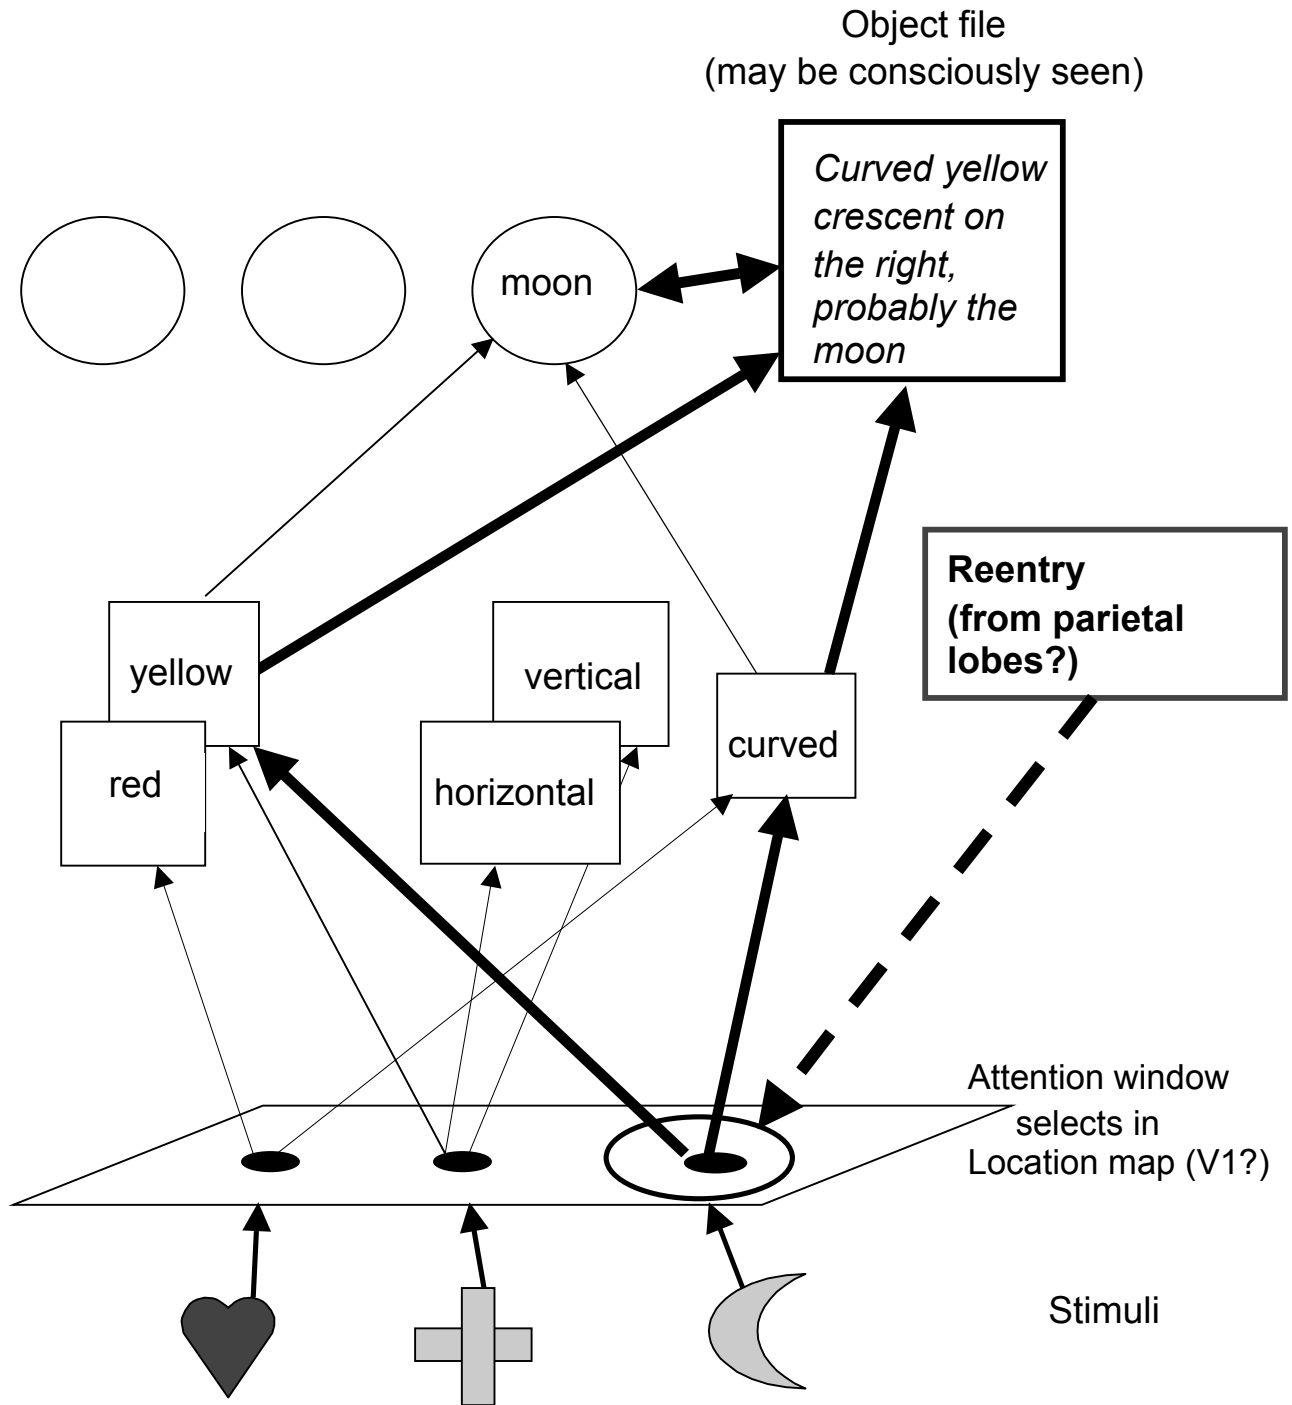 Object file
(may be consciously seen)
Curved yellow
crescent on
the right,
probably the
moon
moon
Reentry
(from parietal
lobes?)
yellow
vertical
red
horizontal
curved
Attention window
selects in
Location map (V1?)
Stimuli